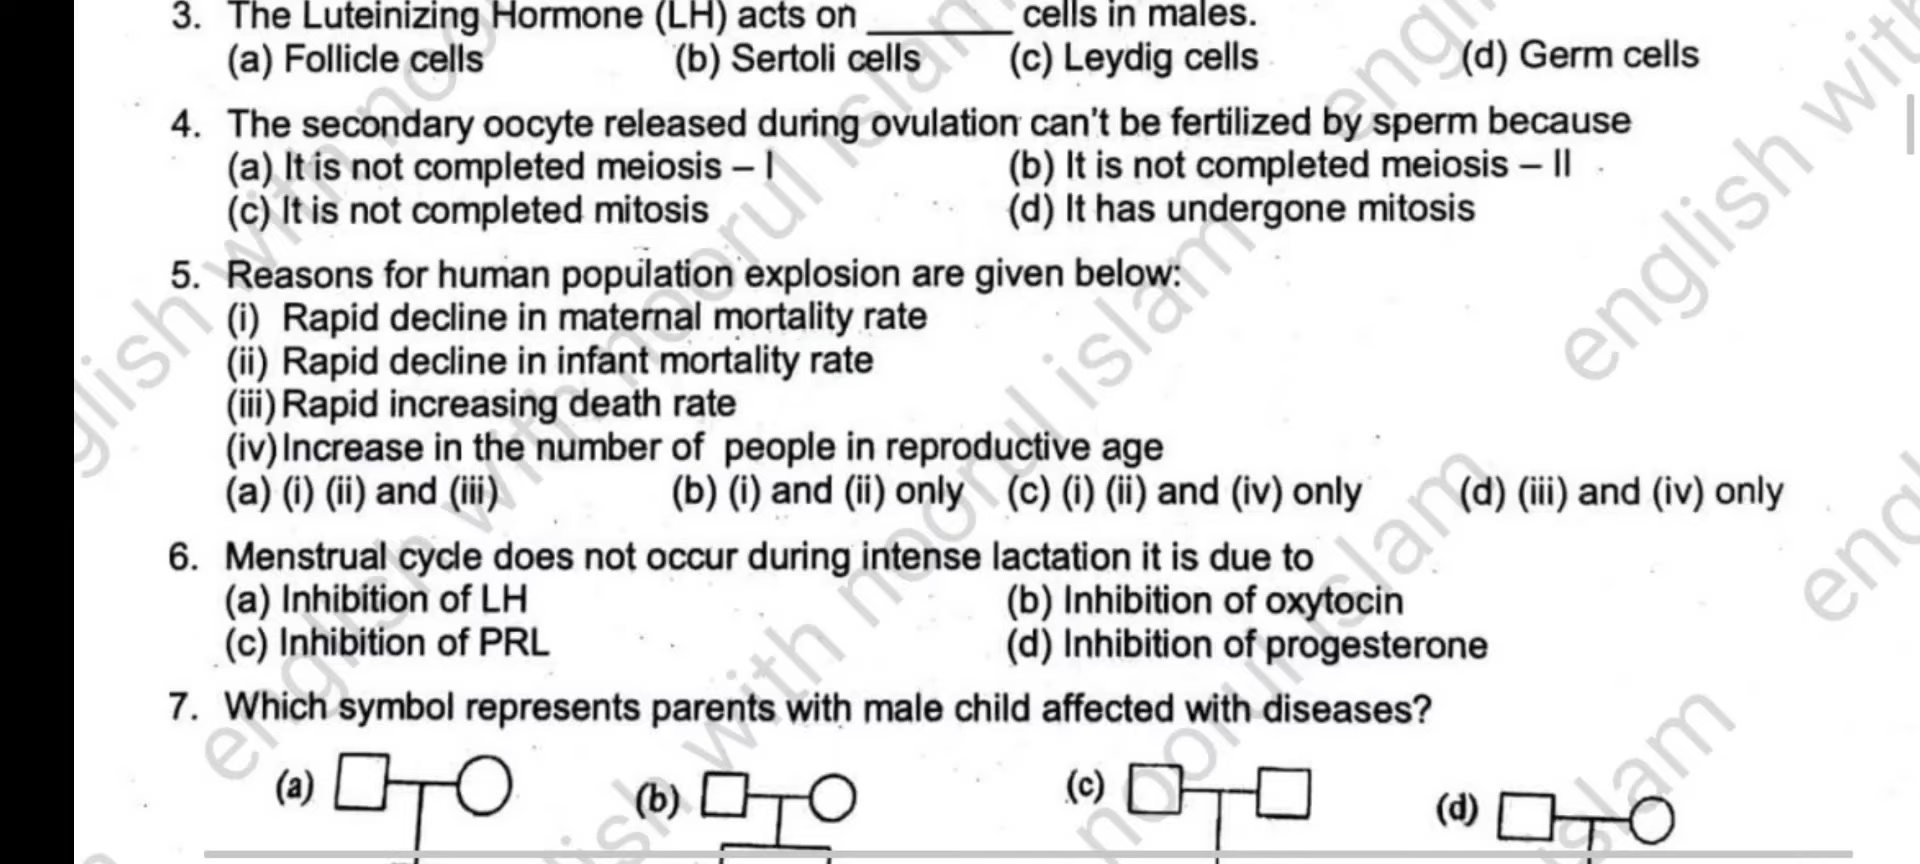 3. The Luteinizing Hormone (LH) acts on ________ cells in males.
(a) Follicle cells (b) Sertoli cells (c) Leydig cells (d) Germ cells
4. The secondary oocyte released during ovulation can't be fertilized by sperm because
(a) It is not completed meiosis – I (b) It is not completed meiosis – II
(c) It is not completed mitosis (d) It has undergone mitosis
5. Reasons for human population explosion are given below:
(i) Rapid decline in maternal mortality rate
(ii) Rapid decline in infant mortality rate
(iii) Rapid increasing death rate
(iv) Increase in the number of people in reproductive age
(a) (i) (ii) and (iii) (b) (i) and (ii) only (c) (i) (ii) and (iv) only (d) (iii) and (iv) only
6. Menstrual cycle does not occur during intense lactation it is due to
(a) Inhibition of LH (b) Inhibition of oxytocin
(c) Inhibition of PRL (d) Inhibition of progesterone
7. Which symbol represents parents with male child affected with diseases?
(a) (b) (c) (d)
english with noorul islam